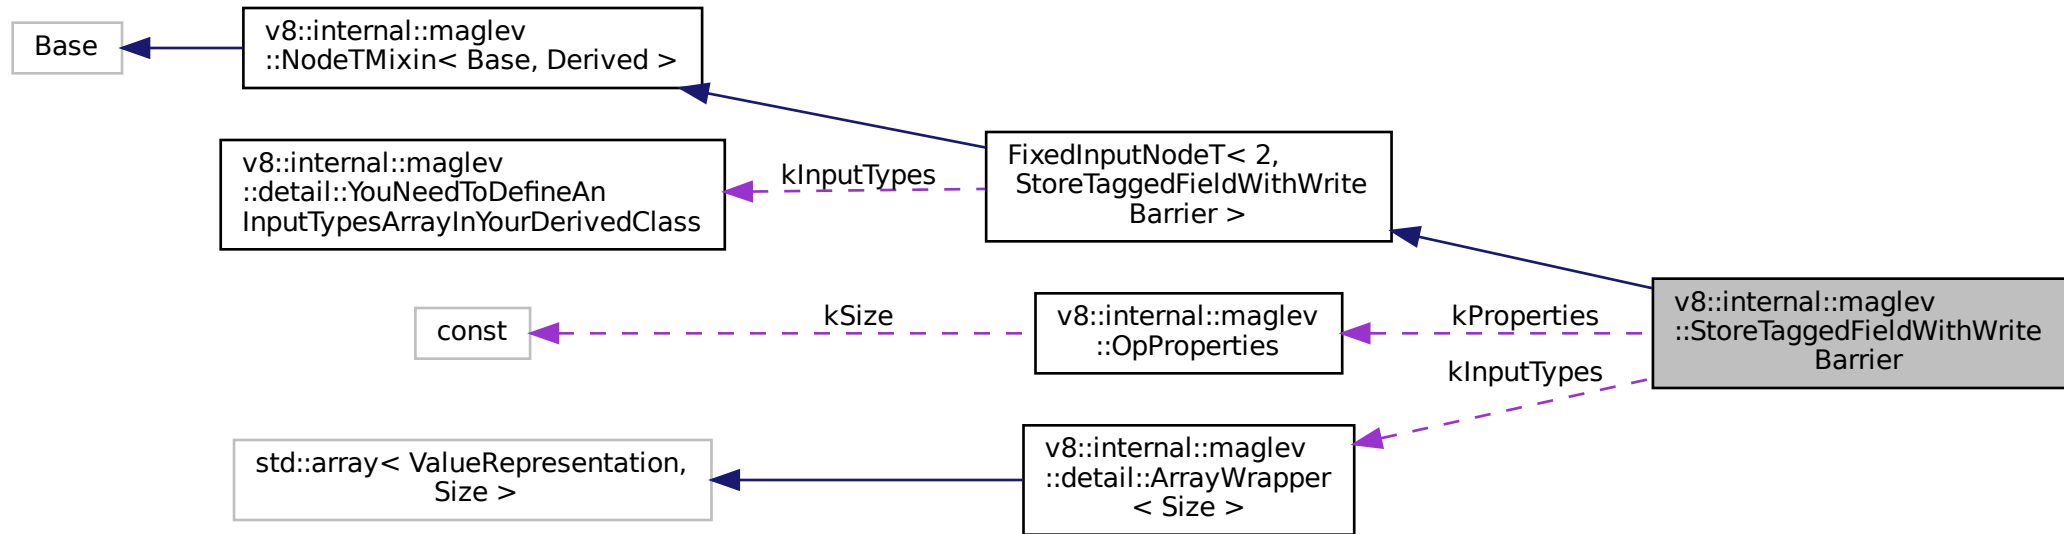 Base
v8::internal::maglev
::NodeTMixin< Base, Derived >
v8::internal::maglev
::detail::YouNeedToDefineAn
InputTypesArrayInYourDerivedClass
kInputTypes
FixedInputNodeT< 2,
StoreTaggedFieldWithWrite
Barrier >
const
kSize
v8::internal::maglev
::OpProperties
kProperties
kInputTypes
v8::internal::maglev
::StoreTaggedFieldWithWrite
Barrier
std::array< ValueRepresentation,
Size >
v8::internal::maglev
::detail::ArrayWrapper
< Size >